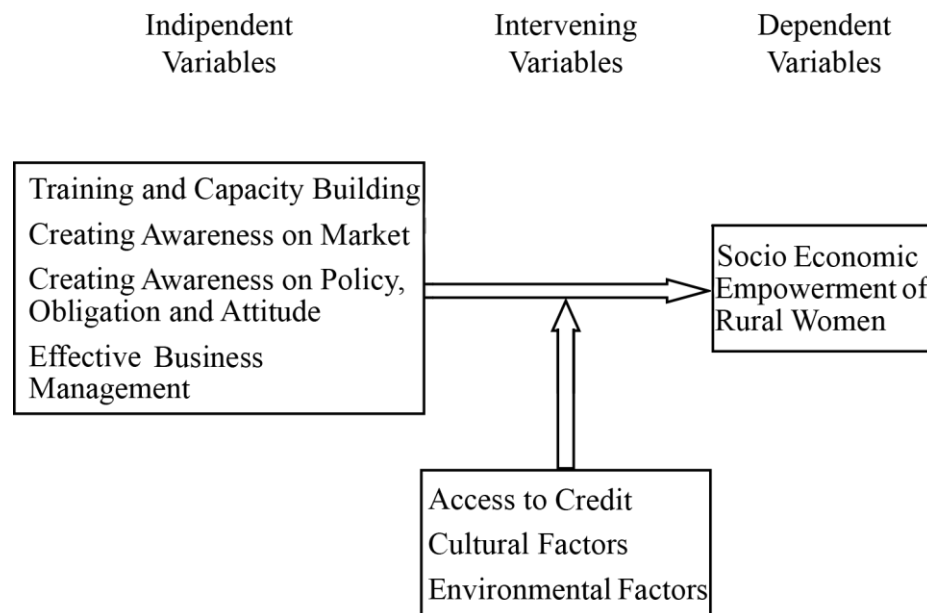 Indipendent
Variables
Intervening
Variables
Dependent
Variables
Training and Capacity Building
Creating Awareness on Market
Creating Awareness on Policy,
Obligation and Attitude
Effective Business
Management
Socio Economic
Empowerment of
Rural Women
Access to Credit
Cultural Factors
Environmental Factors